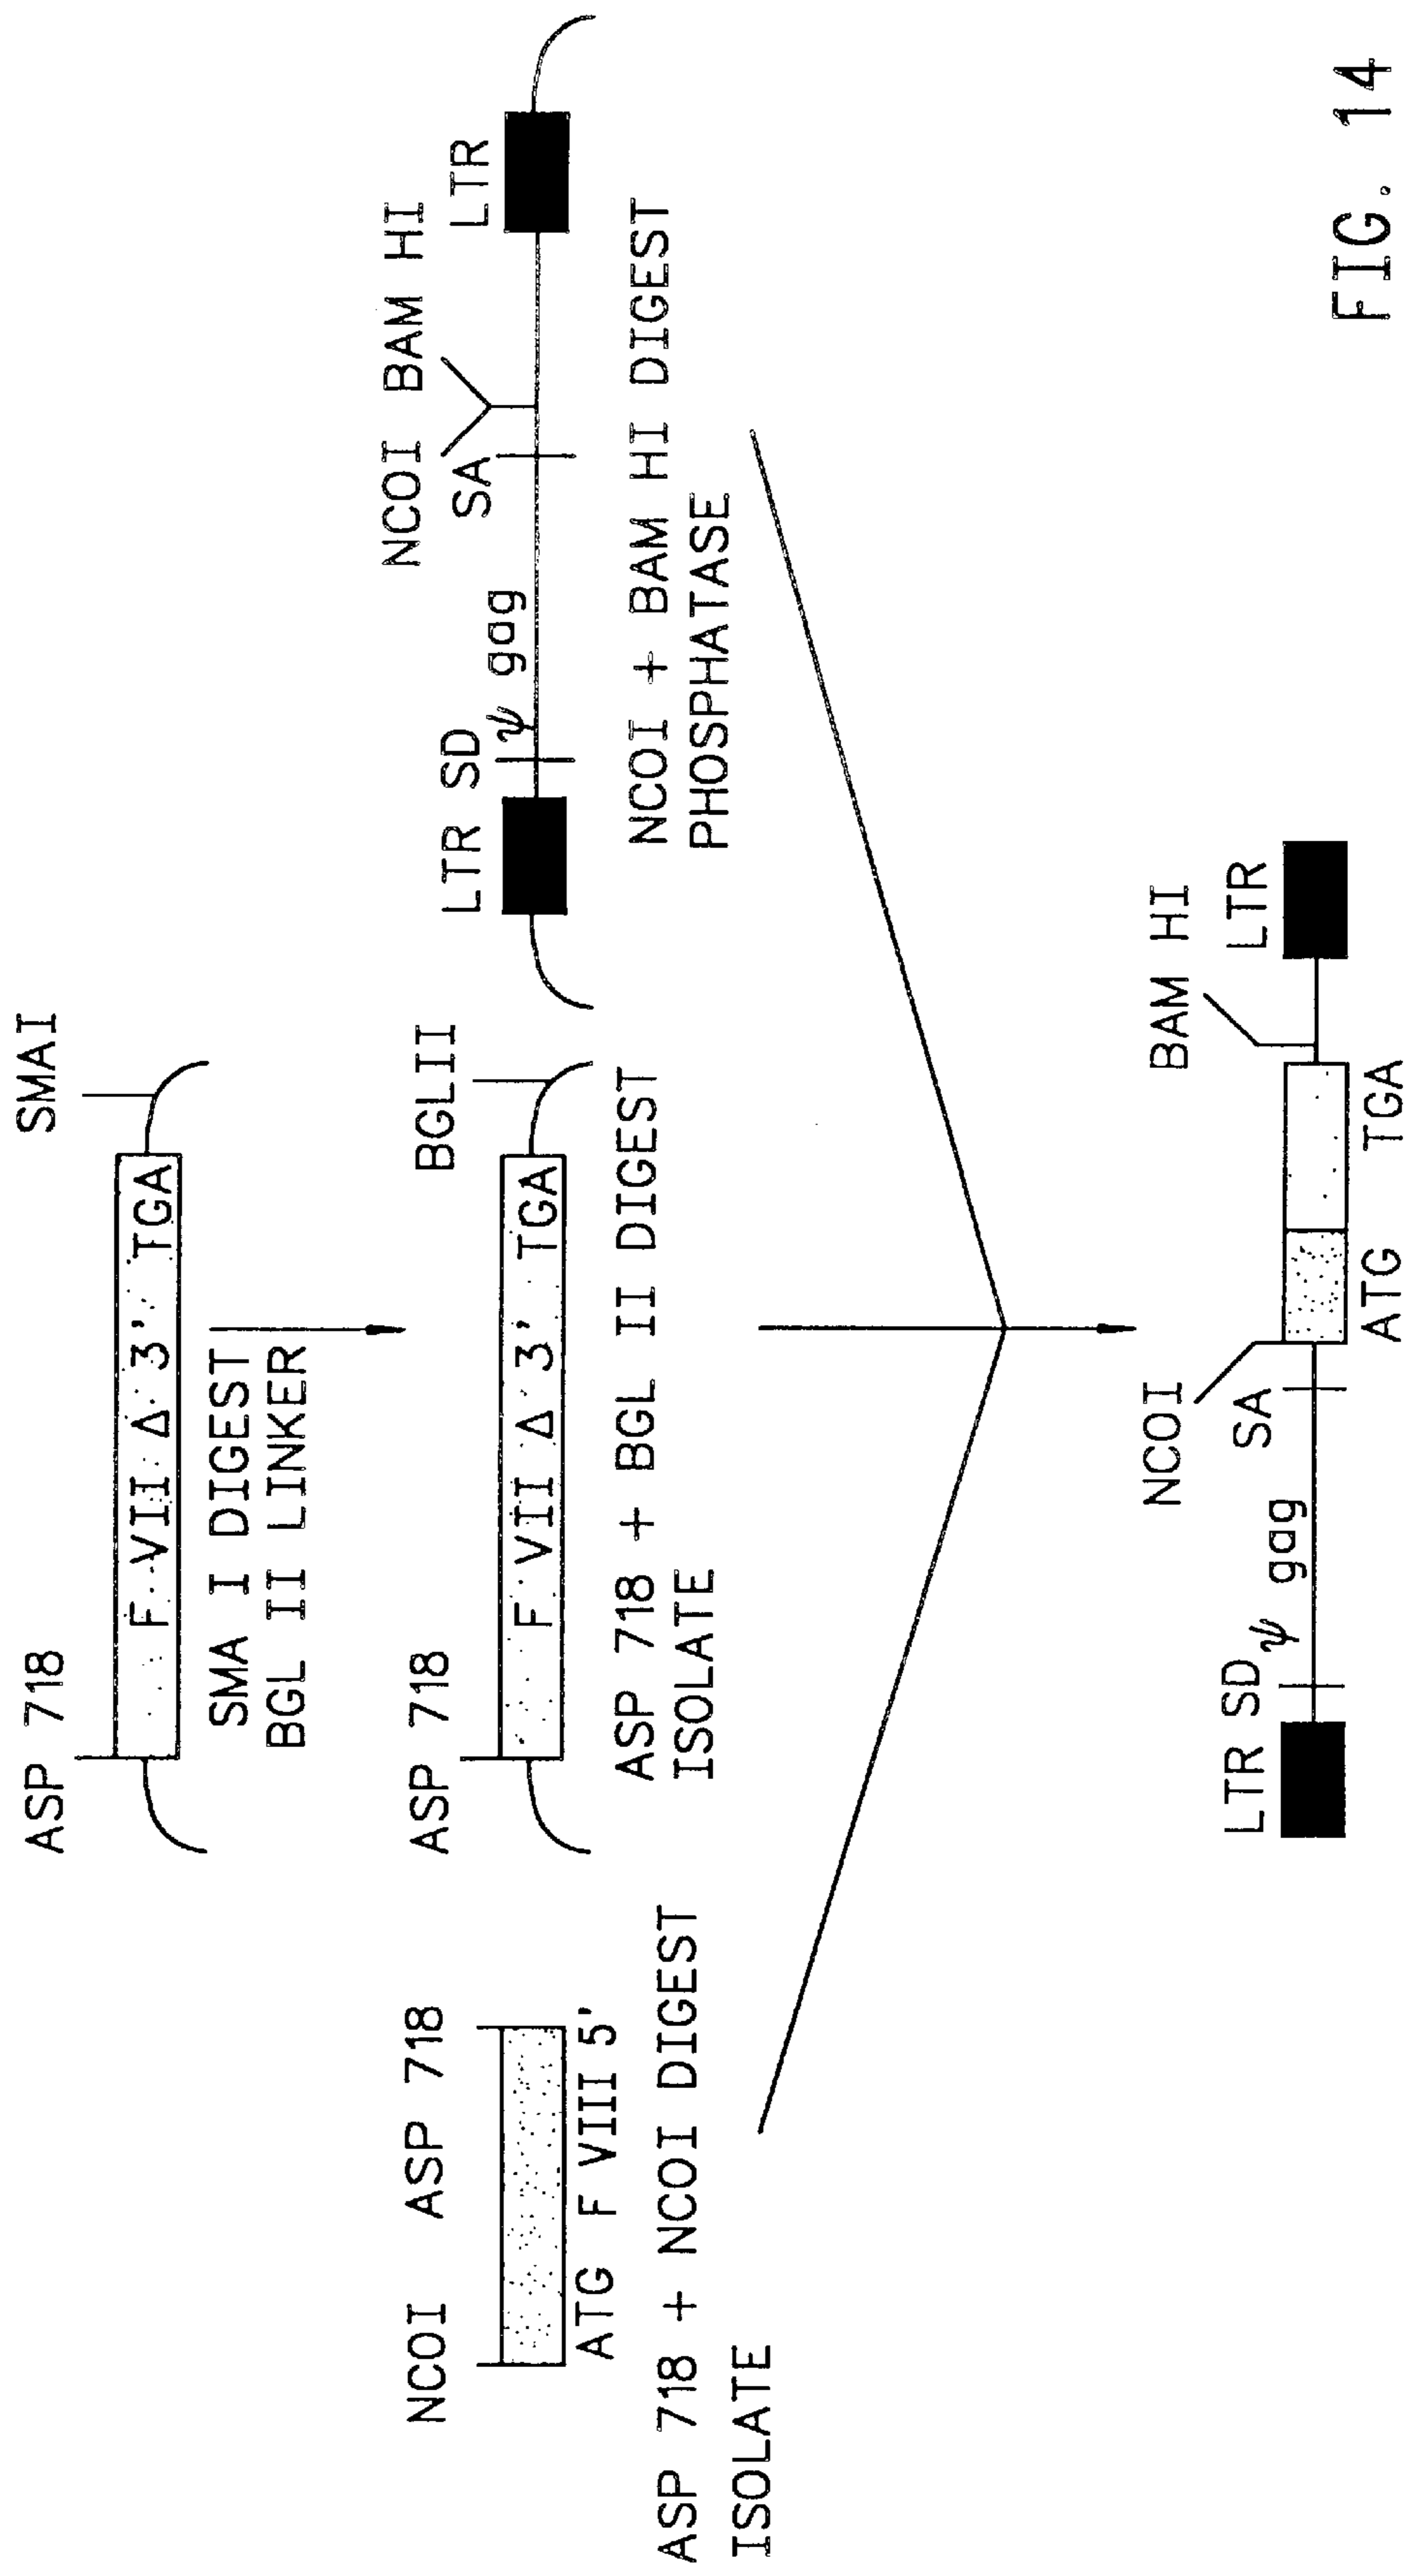 ASP 718
SMAI
F VII Δ 3' TGA
SMA I DIGEST
BGL II LINKER
NCOI ASP 718
ATG F VIII 5'
ASP 718 + NCOI DIGEST
ISOLATE
ASP 718
BGLII
F VII Δ 3' TGA
ASP 718 + BGL II DIGEST
ISOLATE
NCOI BAM HI
LTR SD ψ gag SA LTR
NCOI + BAM HI DIGEST
PHOSPHATASE
NCOI BAM HI
LTR SD ψ gag SA LTR
ATG TGA
FIG. 14